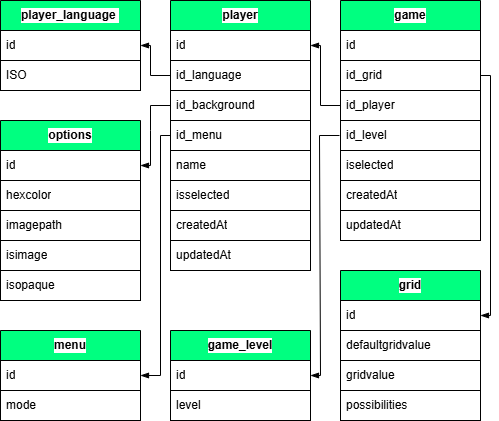 player_language
id
ISO
player
id
id_language
id_background
id_menu
name
isselected
createdAt
updatedAt
game
id
id_grid
id_player
id_level
iselected
createdAt
updatedAt
options
id
hexcolor
imagepath
isimage
isopaque
menu
id
mode
game_level
id
level
grid
id
defaultgridvalue
gridvalue
possibilities